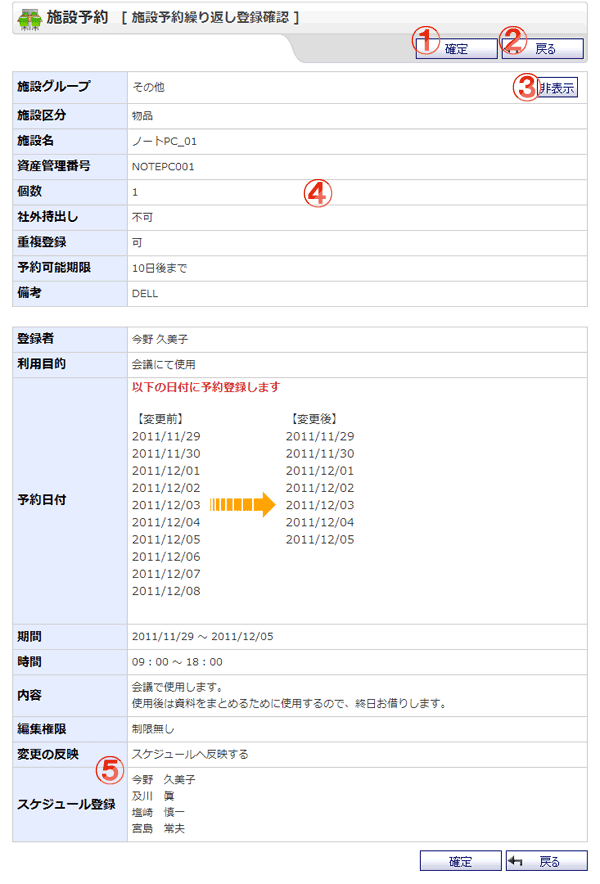 施設予約 [ 施設予約繰り返し登録確認 ]
① 確定 ② 戻る
施設グループ その他 ③ 非表示
施設区分 物品
施設名 ノートPC_01
資産管理番号 NOTEPC001
個数 1 ④
社外持出し 不可
重複登録 可
予約可能期限 10日後まで
備考 DELL
登録者 今野 久美子
利用目的 会議にて使用
予約日付
以下の日付に予約登録します
【変更前】 【変更後】
2011/11/29 2011/11/29
2011/11/30 2011/11/30
2011/12/01 2011/12/01
2011/12/02 2011/12/02
2011/12/03 2011/12/03
2011/12/04 2011/12/04
2011/12/05 2011/12/05
2011/12/06
2011/12/07
2011/12/08
期間 2011/11/29 ～ 2011/12/05
時間 09：00 ～ 18：00
内容
会議で使用します。
使用後は資料をまとめるために使用するので、終日お借りします。
編集権限 制限無し
変更の反映 スケジュールへ反映する
⑤
スケジュール登録
今野　久美子
及川　眞
塩崎　慎一
宮島　常夫
確定 戻る